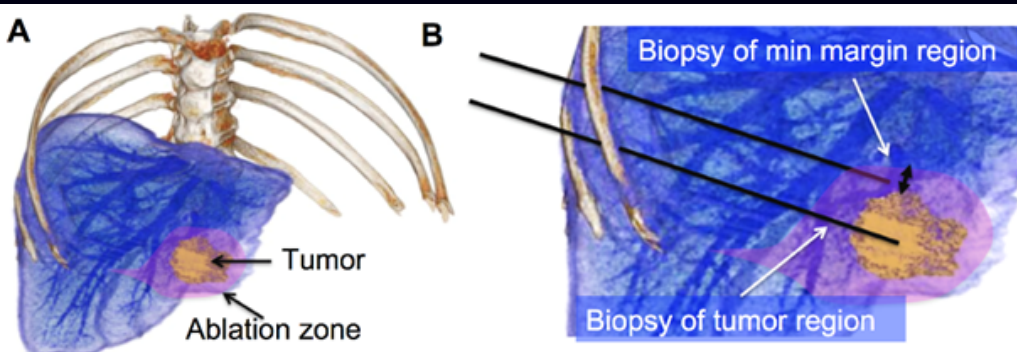 A
Tumor
Ablation zone
B
Biopsy of min margin region
Biopsy of tumor region